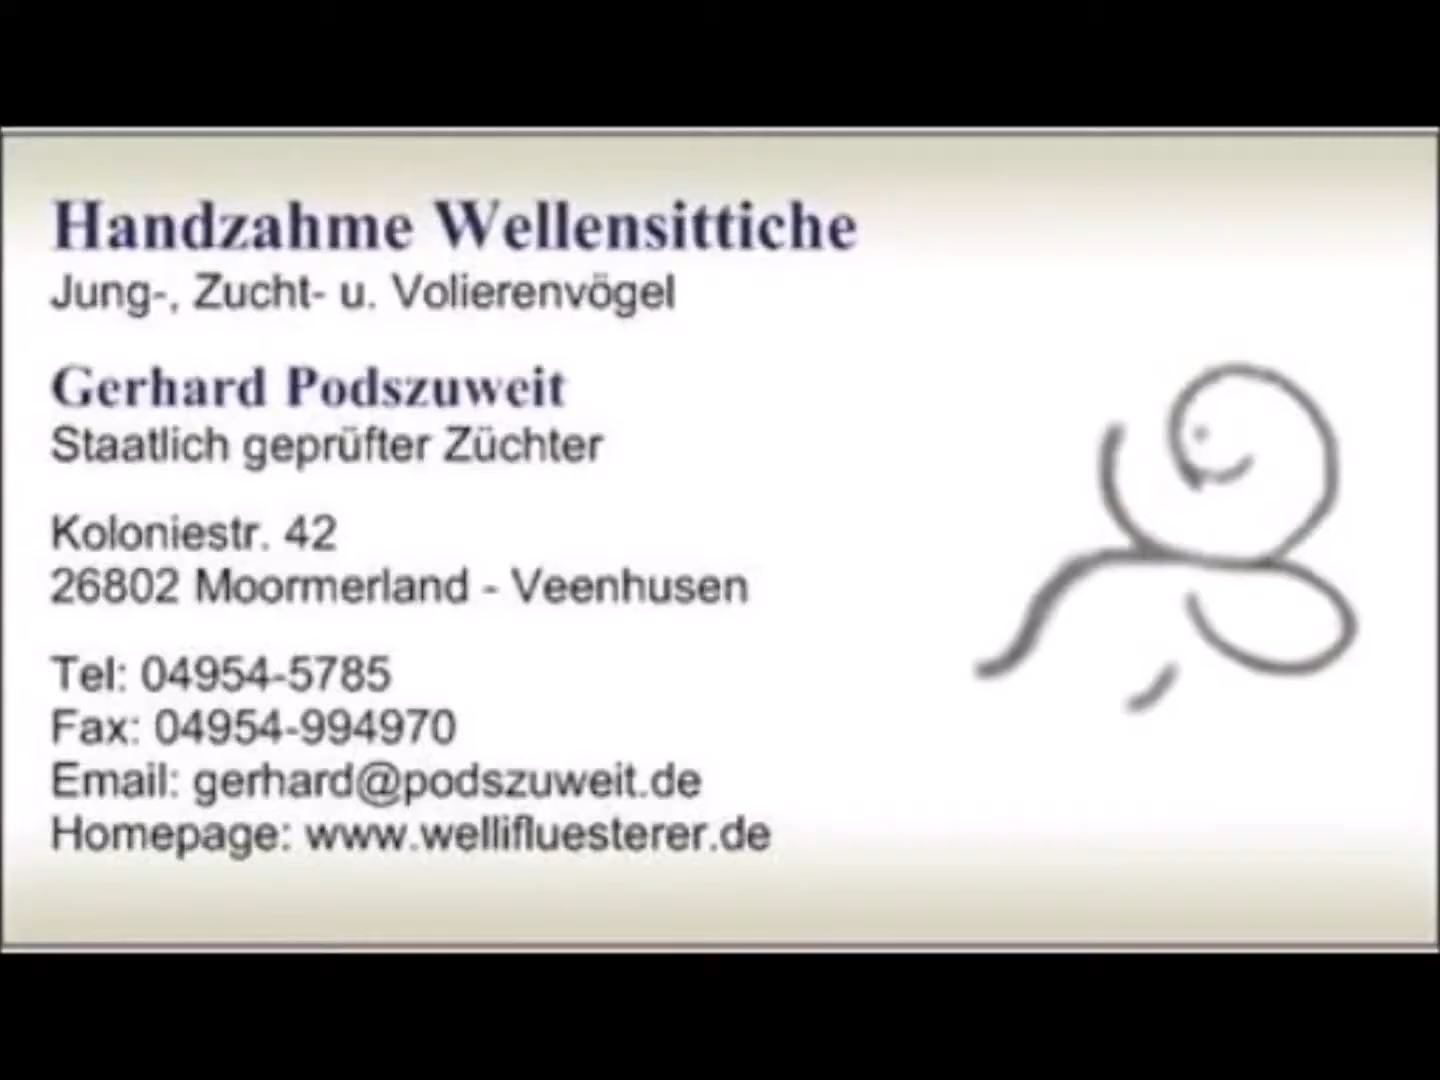 Handzahme Wellensittiche
Jung-, Zucht- u. Volierenvögel
Gerhard Podszuweit
Staatlich geprüfter Züchter
Koloniestr. 42
26802 Moormerland - Veenhusen
Tel: 04954-5785
Fax: 04954-994970
Email: gerhard@podszuweit.de
Homepage: www.wellifluesterer.de